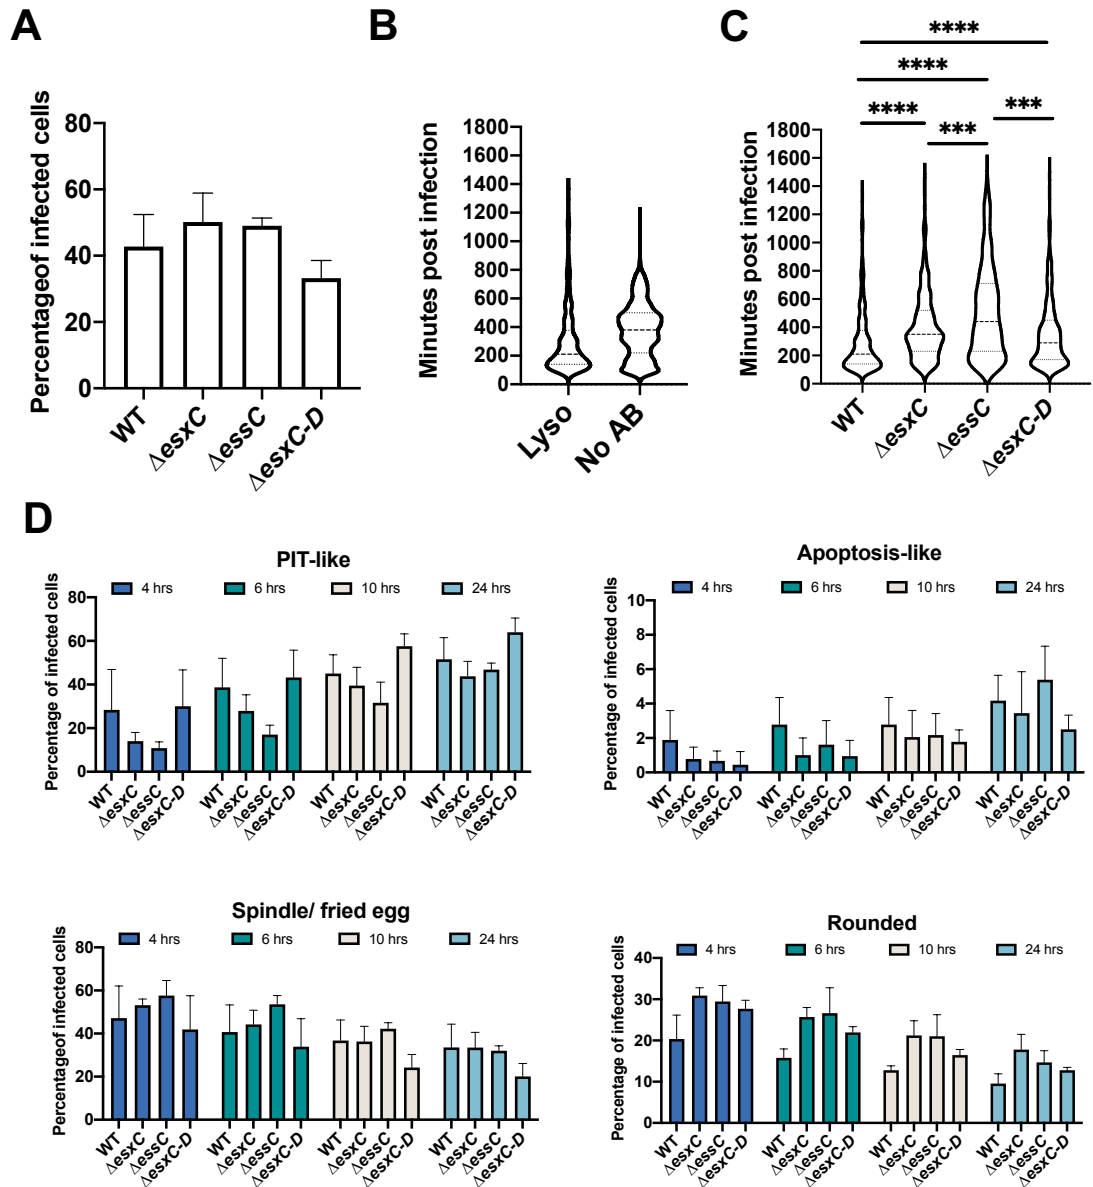 A
B
C
Percentageof infected cells
80
60
40
20
0
WT
ΔesxC
ΔessC
ΔesxC-D
Minutes post infection
1800
1600
1400
1200
1000
800
600
400
200
0
Lyso
No AB
****
****
****
***
***
Minutes post infection
1800
1600
1400
1200
1000
800
600
400
200
0
WT
ΔesxC
ΔessC
ΔesxC-D
D
PIT-like
4 hrs 6 hrs 10 hrs 24 hrs
Percentage of infected cells
80
60
40
20
0
WT ΔesxC ΔessC ΔesxC-D WT ΔesxC ΔessC ΔesxC-D WT ΔesxC ΔessC ΔesxC-D WT ΔesxC ΔessC ΔesxC-D
Apoptosis-like
4 hrs 6 hrs 10 hrs 24 hrs
Percentage of infected cells
10
8
6
4
2
0
WT ΔesxC ΔessC ΔesxC-D WT ΔesxC ΔessC ΔesxC-D WT ΔesxC ΔessC ΔesxC-D WT ΔesxC ΔessC ΔesxC-D
Spindle/ fried egg
4 hrs 6 hrs 10 hrs 24 hrs
Percentageof infected cells
80
60
40
20
0
WT ΔesxC ΔessC ΔesxC-D WT ΔesxC ΔessC ΔesxC-D WT ΔesxC ΔessC ΔesxC-D WT ΔesxC ΔessC ΔesxC-D
Rounded
4 hrs 6 hrs 10 hrs 24 hrs
Percentage of infected cells
40
30
20
10
0
WT ΔesxC ΔessC ΔesxC-D WT ΔesxC ΔessC ΔesxC-D WT ΔesxC ΔessC ΔesxC-D WT ΔesxC ΔessC ΔesxC-D